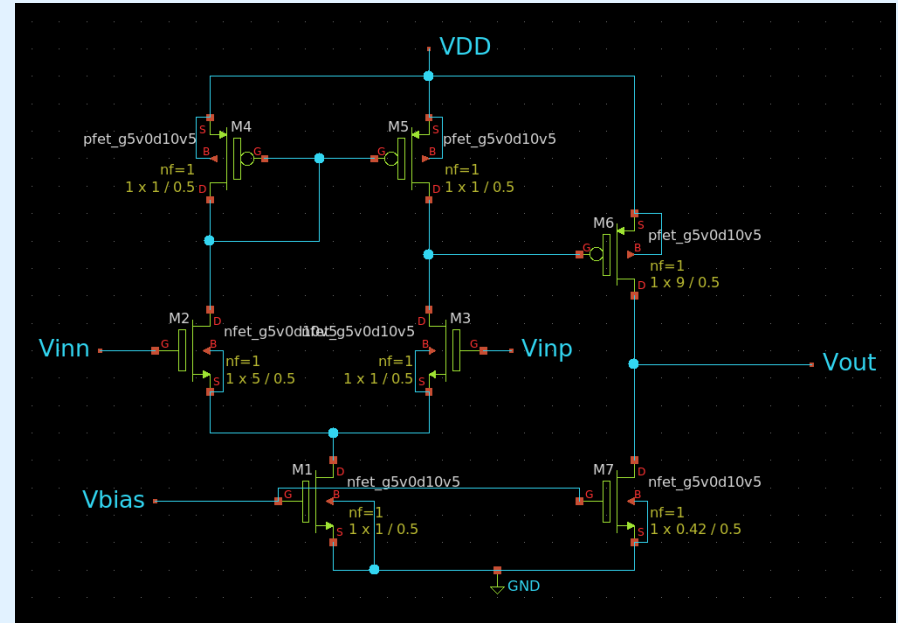 VDD
S
M4
M5
S
pfet_g5v0d10v5
pfet_g5v0d10v5
B
G
G
B
nf=1
nf=1
1 x 1 / 0.5
D
D
1 x 1 / 0.5
M6
S
pfet_g5v0d10v5
G
B
nf=1
D
1 x 9 / 0.5
M2
D
D
M3
nfet_g5v0d10v5
nfet_g5v0d10v5
Vinn
G
B
B
G
Vinp
nf=1
nf=1
1 x 5 / 0.5
1 x 1 / 0.5
S
S
Vout
M1
D
nfet_g5v0d10v5
M7
D
nfet_g5v0d10v5
Vbias
G
B
G
B
nf=1
nf=1
S
1 x 1 / 0.5
S
1 x 0.42 / 0.5
GND